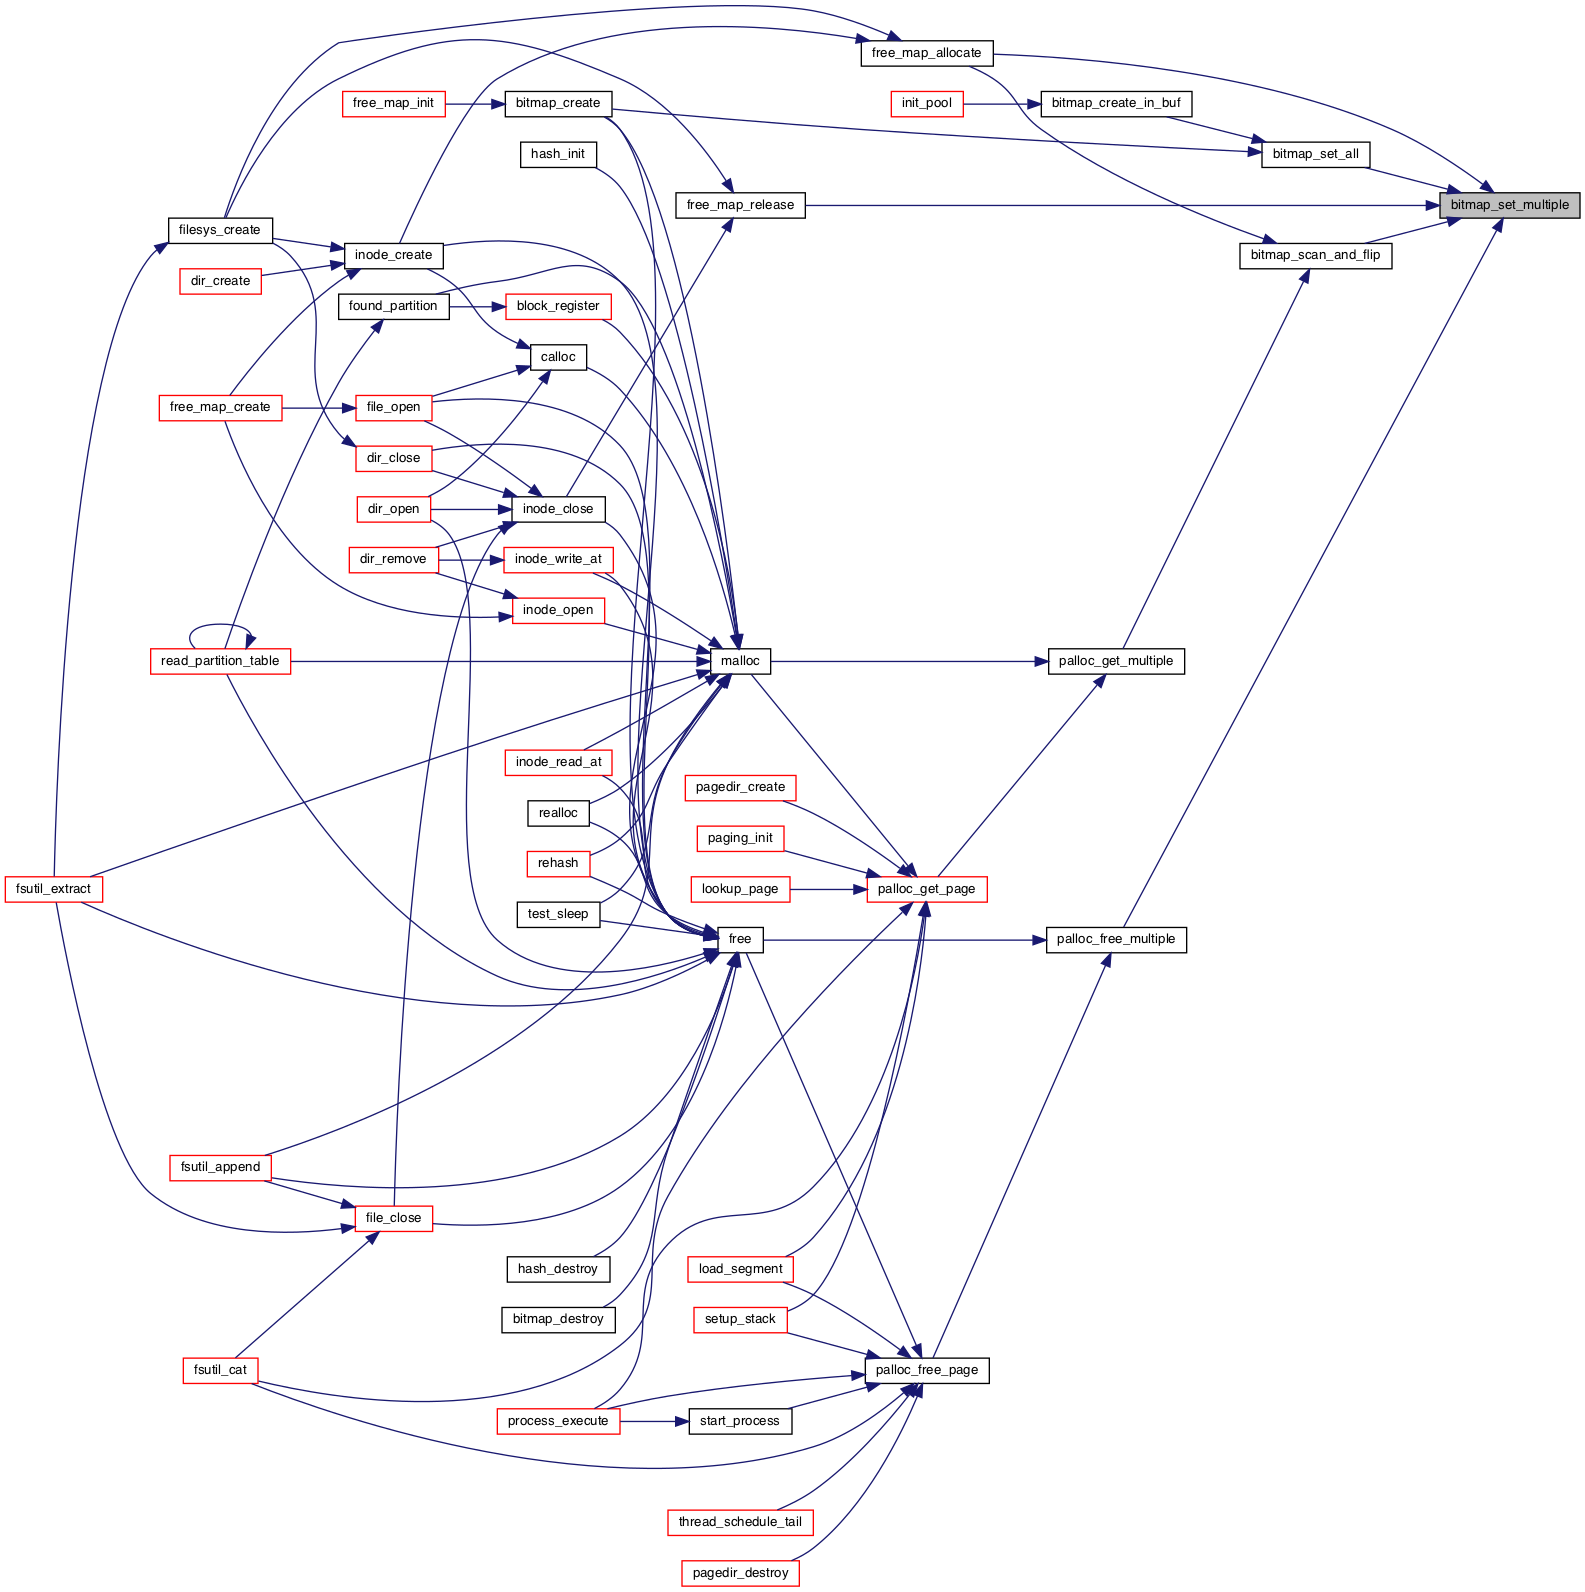 free_map_allocate
free_map_init
bitmap_create
init_pool
bitmap_create_in_buf
hash_init
bitmap_set_all
free_map_release
bitmap_set_multiple
filesys_create
inode_create
bitmap_scan_and_flip
dir_create
found_partition
block_register
calloc
free_map_create
file_open
dir_close
dir_open
inode_close
dir_remove
inode_write_at
inode_open
read_partition_table
malloc
palloc_get_multiple
inode_read_at
pagedir_create
realloc
paging_init
rehash
fsutil_extract
lookup_page
palloc_get_page
test_sleep
free
palloc_free_multiple
fsutil_append
file_close
hash_destroy
load_segment
bitmap_destroy
setup_stack
fsutil_cat
palloc_free_page
process_execute
start_process
thread_schedule_tail
pagedir_destroy